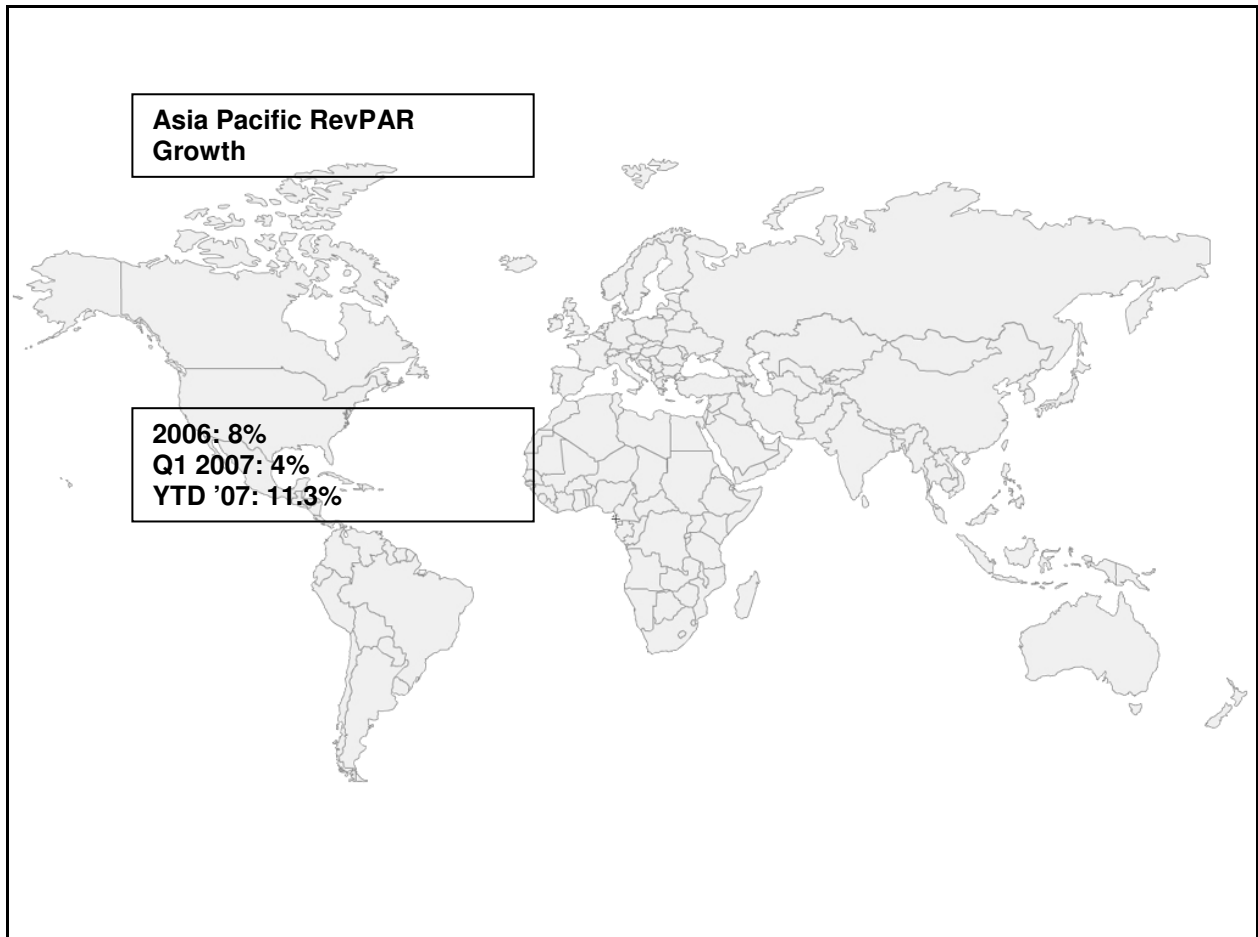 Asia Pacific RevPAR
Growth
2006: 8%
Q1 2007: 4%
YTD ’07: 11.3%